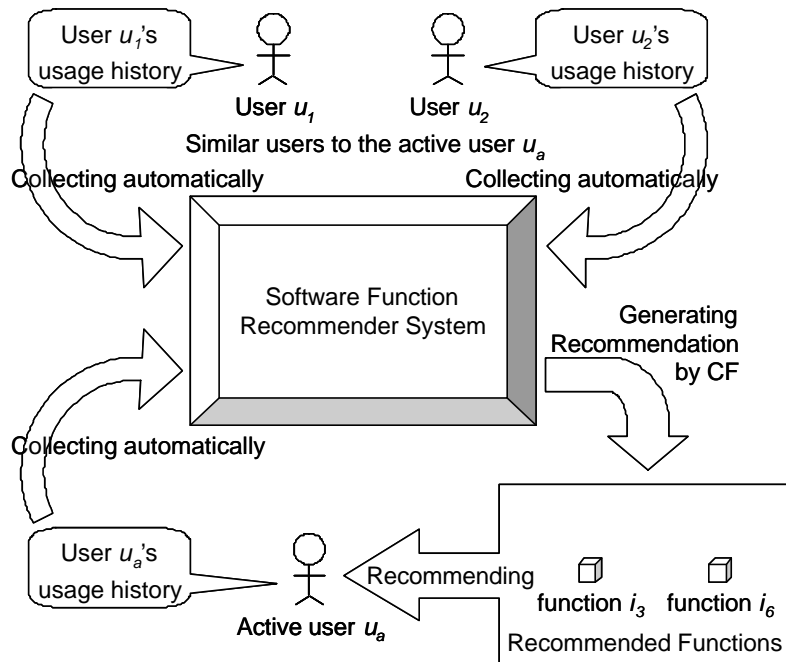 User u1's
usage history
User u2's
usage history
User u1
User u2
Similar users to the active user ua
Collecting automatically
Collecting automatically
Software Function
Recommender System
Generating
Recommendation
by CF
Collecting automatically
User ua's
usage history
Active user ua
Recommending
function i3
function i6
Recommended Functions